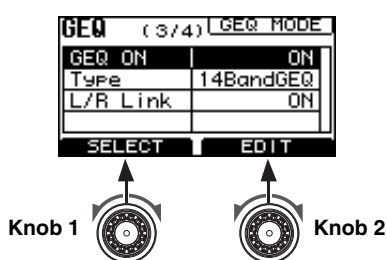 GEQ (3/4) GEQ MODE
GEQ ON ON
Type 14BandGEQ
L/R Link ON
SELECT EDIT
Knob 1 Knob 2